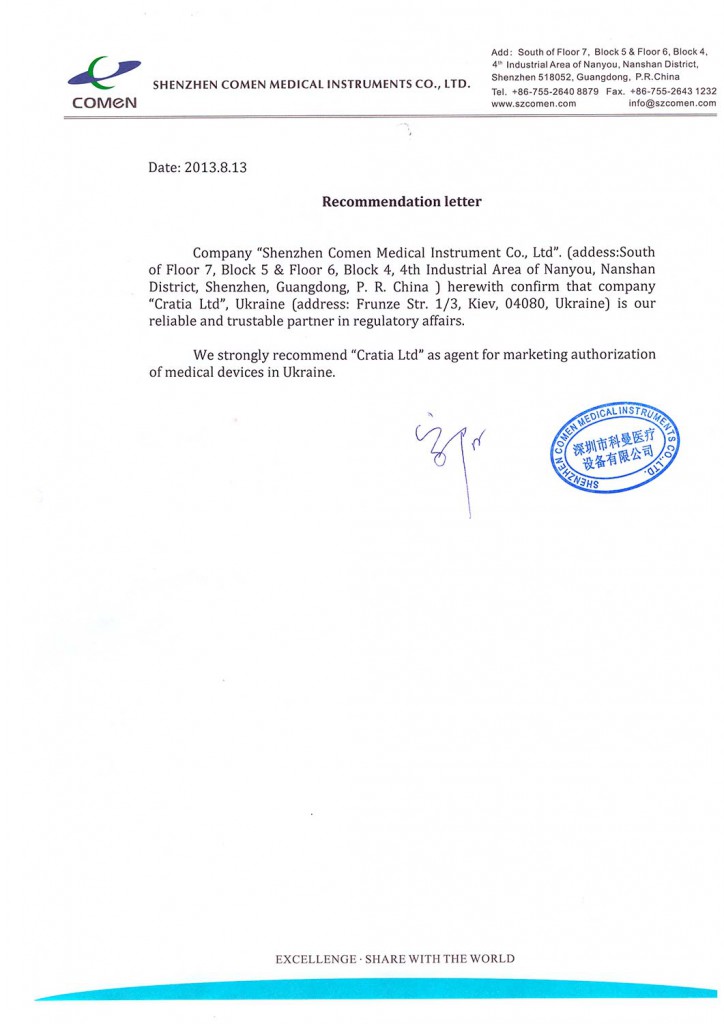 COMEN
SHENZHEN COMEN MEDICAL INSTRUMENTS CO., LTD.
Add: South of Floor 7, Block 5 & Floor 6, Block 4,
4th Industrial Area of Nanyou, Nanshan District,
Shenzhen 518052, Guangdong, P.R.China
Tel. +86-755-2640 8879 Fax. +86-755-2643 1232
www.szcomen.com info@szcomen.com
Date: 2013.8.13
Recommendation letter
Company “Shenzhen Comen Medical Instrument Co., Ltd”. (addess:South
of Floor 7, Block 5 & Floor 6, Block 4, 4th Industrial Area of Nanyou, Nanshan
District, Shenzhen, Guangdong, P. R. China ) herewith confirm that company
“Cratia Ltd”, Ukraine (address: Frunze Str. 1/3, Kiev, 04080, Ukraine) is our
reliable and trustable partner in regulatory affairs.
We strongly recommend “Cratia Ltd” as agent for marketing authorization
of medical devices in Ukraine.
SHENZHEN COMEN MEDICAL INSTRUMENTS CO., LTD.
深圳市科曼医疗
设备有限公司
EXCELLENCE · SHARE WITH THE WORLD